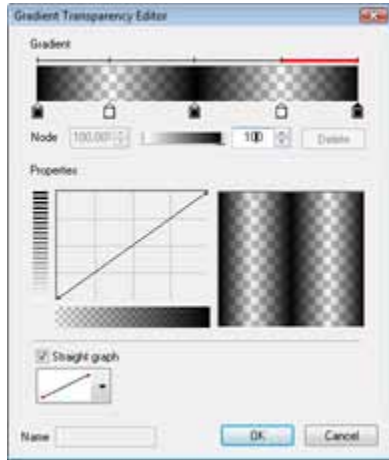 Gradient Transparency Editor
Gradient
Node 100.00% 100 Delete
Properties
Straight graph
Name OK Cancel